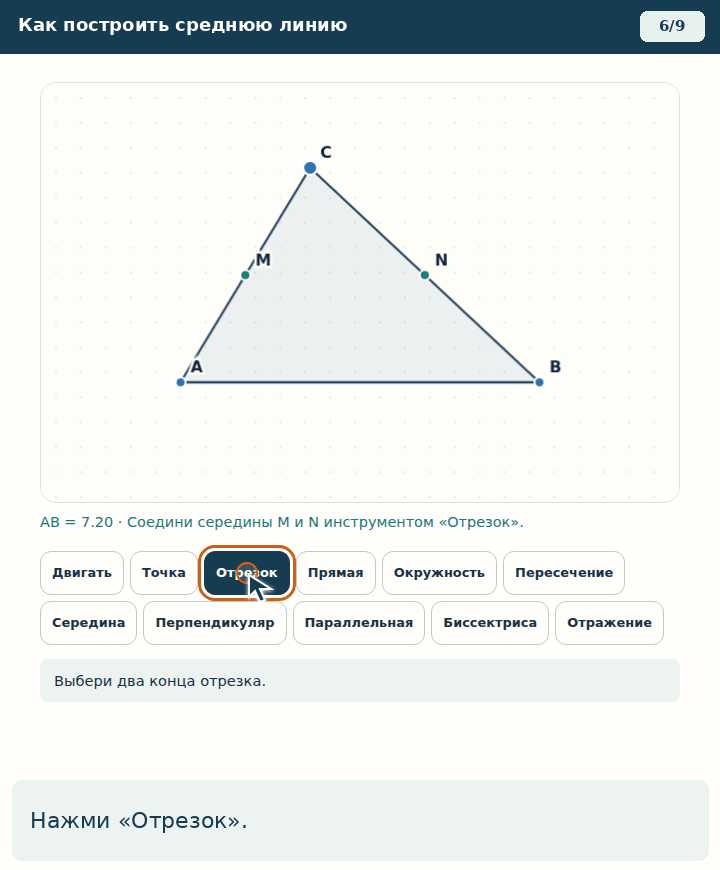 Как построить среднюю линию
6/9
C
M
N
A
B
AB = 7.20 · Соедини середины M и N инструментом «Отрезок».
Двигать Точка Отрезок Прямая Окружность Пересечение
Середина Перпендикуляр Параллельная Биссектриса Отражение
Выбери два конца отрезка.
Нажми «Отрезок».